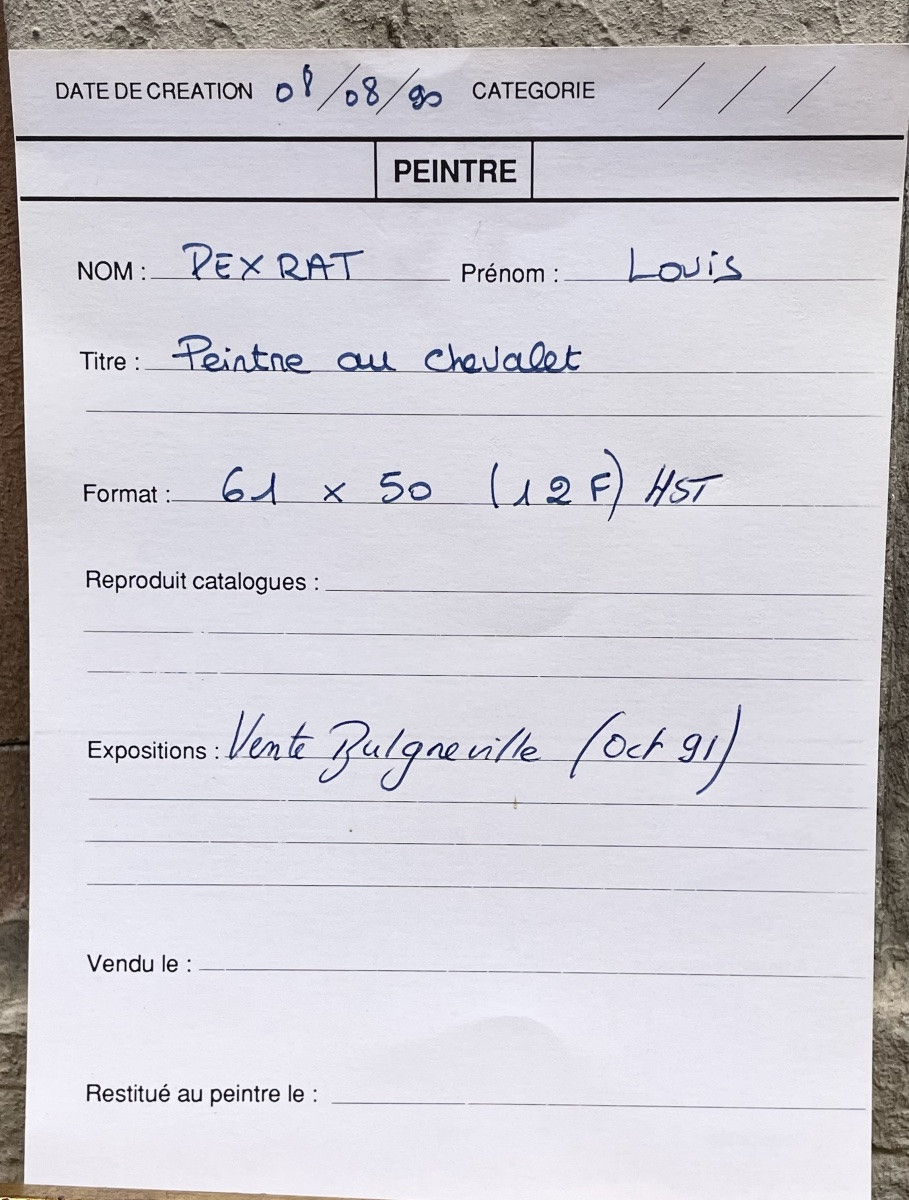 DATE DE CREATION 08/08/90 CATEGORIE / / /
PEINTRE
NOM : PEXRAT Prénom : Louis
Titre : Peintre au chevalet
Format : 61 x 50 (12 F) HST
Reproduit catalogues :
Expositions : Vente Bulgneville (Oct 91)
Vendu le :
Restitué au peintre le :